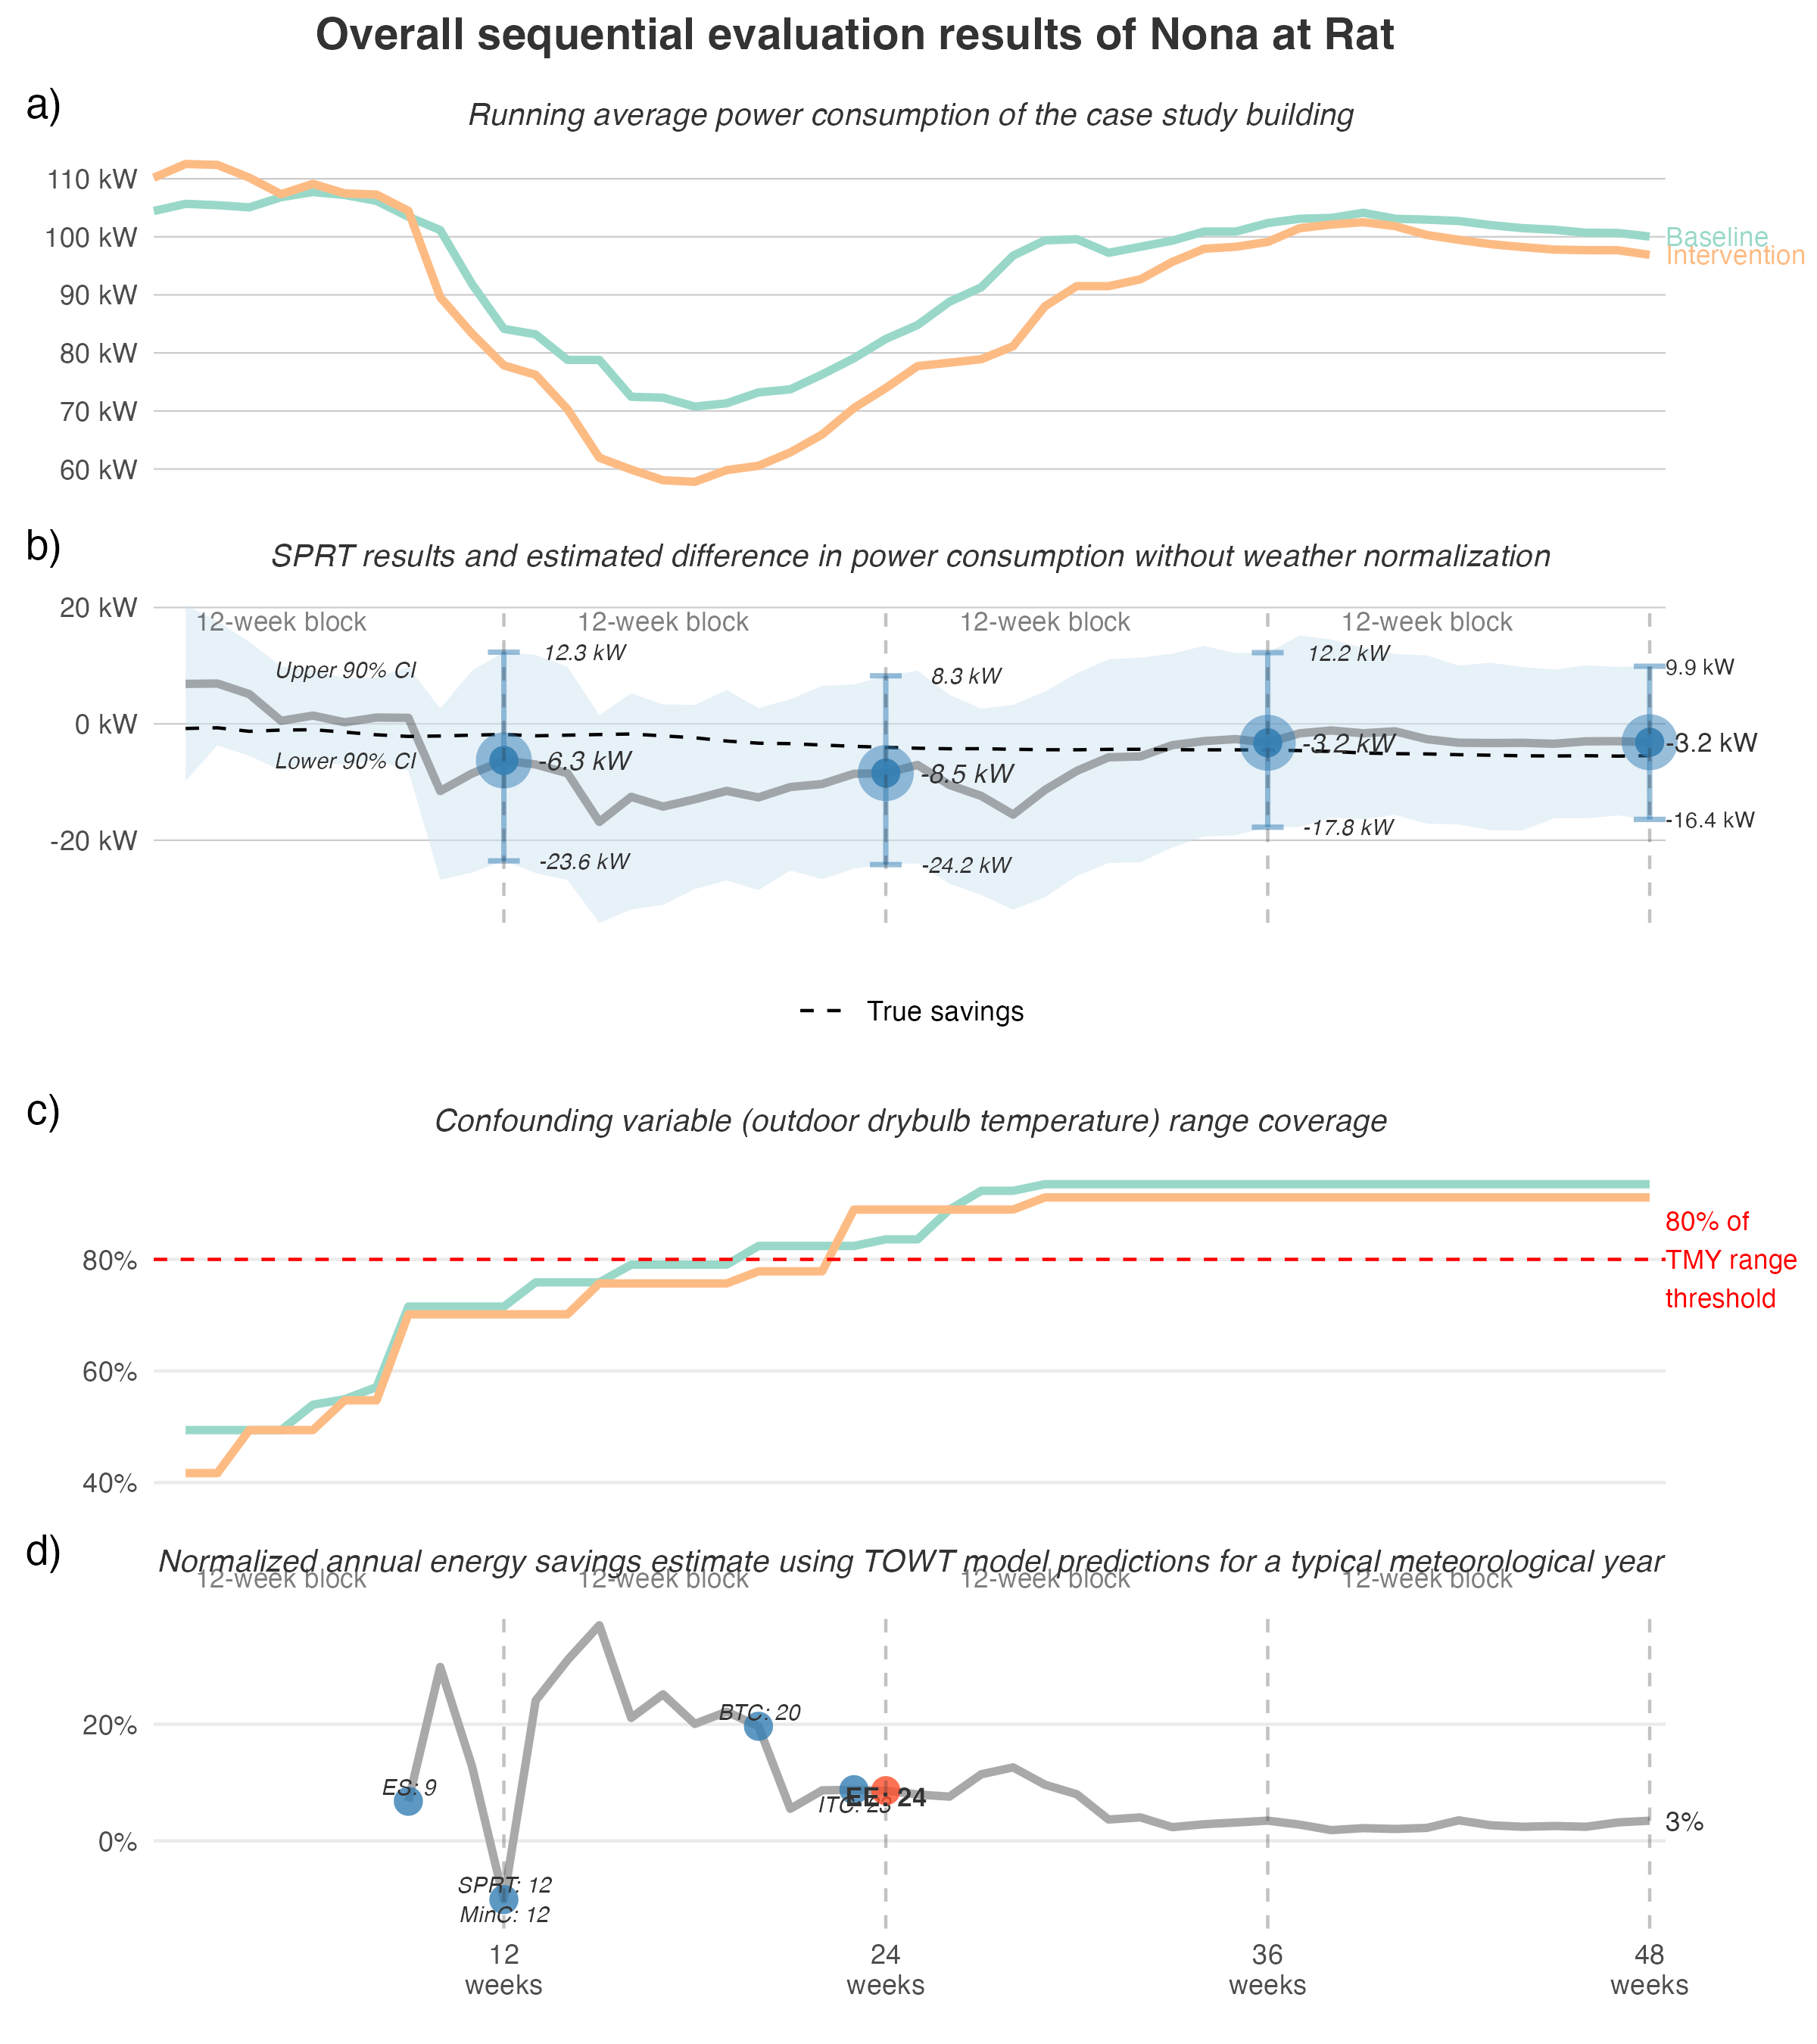 Overall sequential evaluation results of Nona at Rat
a)
Running average power consumption of the case study building
110 kW
100 kW
90 kW
80 kW
70 kW
60 kW
Baseline
Intervention
b)
SPRT results and estimated difference in power consumption without weather normalization
20 kW
0 kW
-20 kW
12-week block
12-week block
12-week block
12-week block
Upper 90% CI
Lower 90% CI
12.3 kW
-6.3 kW
-23.6 kW
8.3 kW
-8.5 kW
-24.2 kW
12.2 kW
-3.2 kW
-17.8 kW
9.9 kW
-3.2 kW
-16.4 kW
True savings
c)
Confounding variable (outdoor drybulb temperature) range coverage
80%
60%
40%
80% of
TMY range
threshold
d)
Normalized annual energy savings estimate using TOWT model predictions for a typical meteorological year
12-week block
12-week block
12-week block
12-week block
20%
0%
ES: 9
SPRT: 12
MinC: 12
BTC: 20
ITC: 23
EE: 24
3%
12
weeks
24
weeks
36
weeks
48
weeks